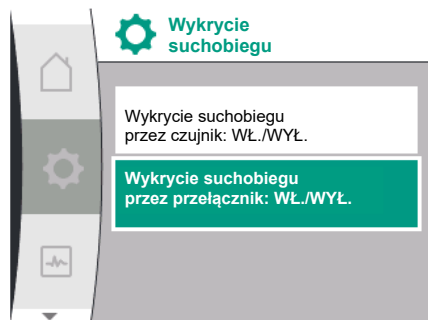 Wykrycie
suchobiegu
Wykrycie suchobiegu
przez czujnik: WŁ./WYŁ.
Wykrycie suchobiegu
przez przełącznik: WŁ./WYŁ.